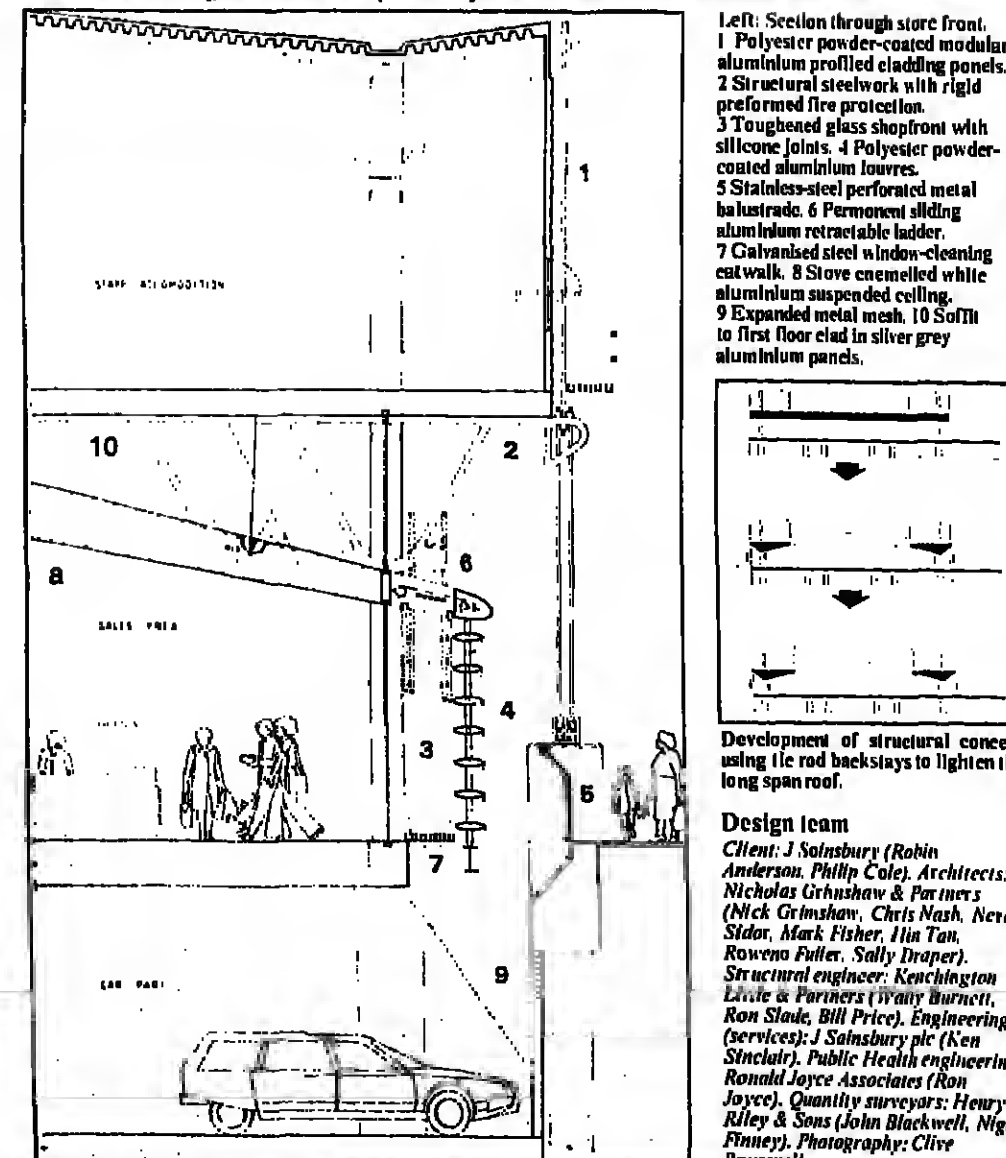 STAFF ACCOMODITION
1
10
2
8
6
SALES AREA
4
3
5
7
CAR PARK
9
Left: Section through store front.
1 Polyester powder-coated modular
aluminium profiled cladding panels.
2 Structural steelwork with rigid
preformed fire protection.
3 Toughened glass shopfront with
silicone joints. 4 Polyester powder-
coated aluminium louvres.
5 Stainless-steel perforated metal
balustrade. 6 Permanent sliding
aluminium retractable ladder.
7 Galvanised steel window-cleaning
catwalk. 8 Stove enemelled white
aluminium suspended ceiling.
9 Expanded metal mesh. 10 Soffit
to first floor clad in silver grey
aluminium panels.
Development of structural conce
using tie rod backstays to lighten t
long span roof.
Design team
Client: J Sainsbury (Robin
Anderson, Philip Cole). Architects:
Nicholas Grimshaw & Partners
(Nick Grimshaw, Chris Nash, Neve
Sidor, Mark Fisher, Hin Tan,
Rowena Fuller, Sally Draper).
Structural engineer: Kenchington
Little & Partners (Wally Burnett,
Ron Slade, Bill Price). Engineering
(services): J Sainsbury plc (Ken
Sinclair). Public Health engineerin
Ronald Joyce Associates (Ron
Joyce). Quantity surveyors: Henry
Riley & Sons (John Blackwell, Nig
Finney). Photography: Clive